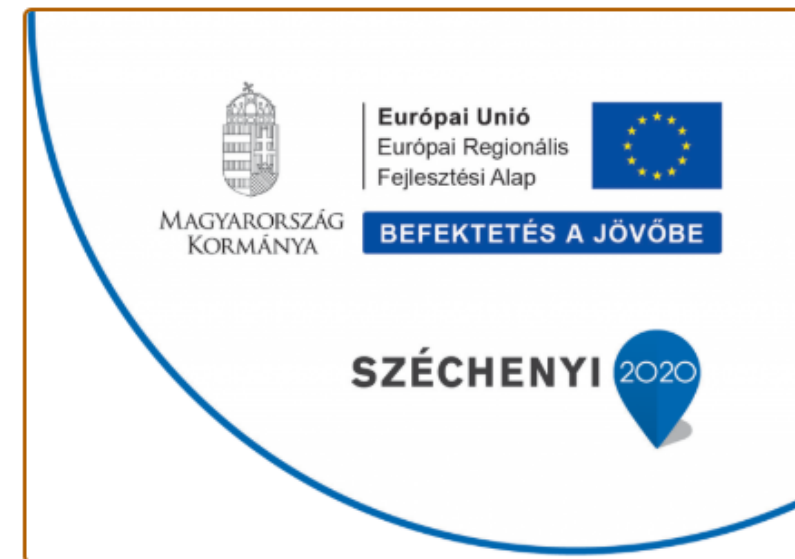 Európai Unió
Európai Regionális
Fejlesztési Alap
MAGYARORSZÁG
KORMÁNYA
BEFEKTETÉS A JÖVŐBE
SZÉCHENYI 2020